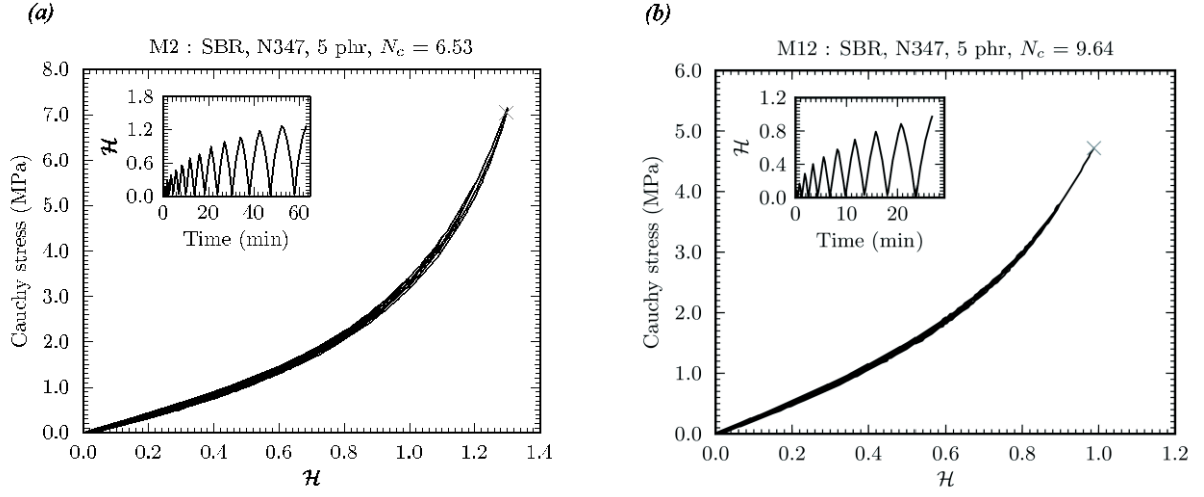 (a)
M2 : SBR, N347, 5 phr, N_c = 6.53
8.0
7.0
6.0
5.0
4.0
3.0
2.0
1.0
0.0
Cauchy stress (MPa)
0.0 0.2 0.4 0.6 0.8 1.0 1.2 1.4
ℋ
1.8
1.2
0.6
0.0
ℋ
0 20 40 60
Time (min)
(b)
M12 : SBR, N347, 5 phr, N_c = 9.64
6.0
5.0
4.0
3.0
2.0
1.0
0.0
Cauchy stress (MPa)
0.0 0.2 0.4 0.6 0.8 1.0 1.2
ℋ
1.2
0.8
0.4
0.0
ℋ
0 10 20
Time (min)